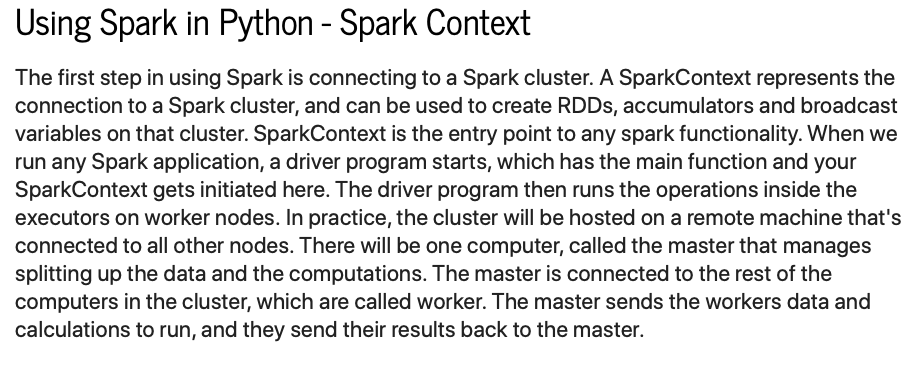 Using Spark in Python - Spark Context
The first step in using Spark is connecting to a Spark cluster. A SparkContext represents the
connection to a Spark cluster, and can be used to create RDDs, accumulators and broadcast
variables on that cluster. SparkContext is the entry point to any spark functionality. When we
run any Spark application, a driver program starts, which has the main function and your
SparkContext gets initiated here. The driver program then runs the operations inside the
executors on worker nodes. In practice, the cluster will be hosted on a remote machine that's
connected to all other nodes. There will be one computer, called the master that manages
splitting up the data and the computations. The master is connected to the rest of the
computers in the cluster, which are called worker. The master sends the workers data and
calculations to run, and they send their results back to the master.